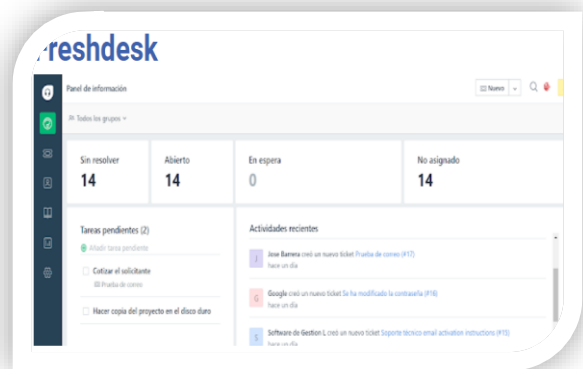 Freshdesk
Panel de información
Nuevo
Todos los grupos
Sin resolver
14
Abierto
14
En espera
0
No asignado
14
Tareas pendientes (2)
Añadir tarea pendiente
Cotizar el solicitante
Prueba de correo
Hacer copia del proyecto en el disco duro
Actividades recientes
J
Jose Barrera creó un nuevo ticket Prueba de correo (#17)
hace un día
G
Google creó un nuevo ticket Se ha modificado la contraseña (#16)
hace un día
S
Software de Gestion L creó un nuevo ticket Soporte técnico email activation instructions (#15)
hace un día